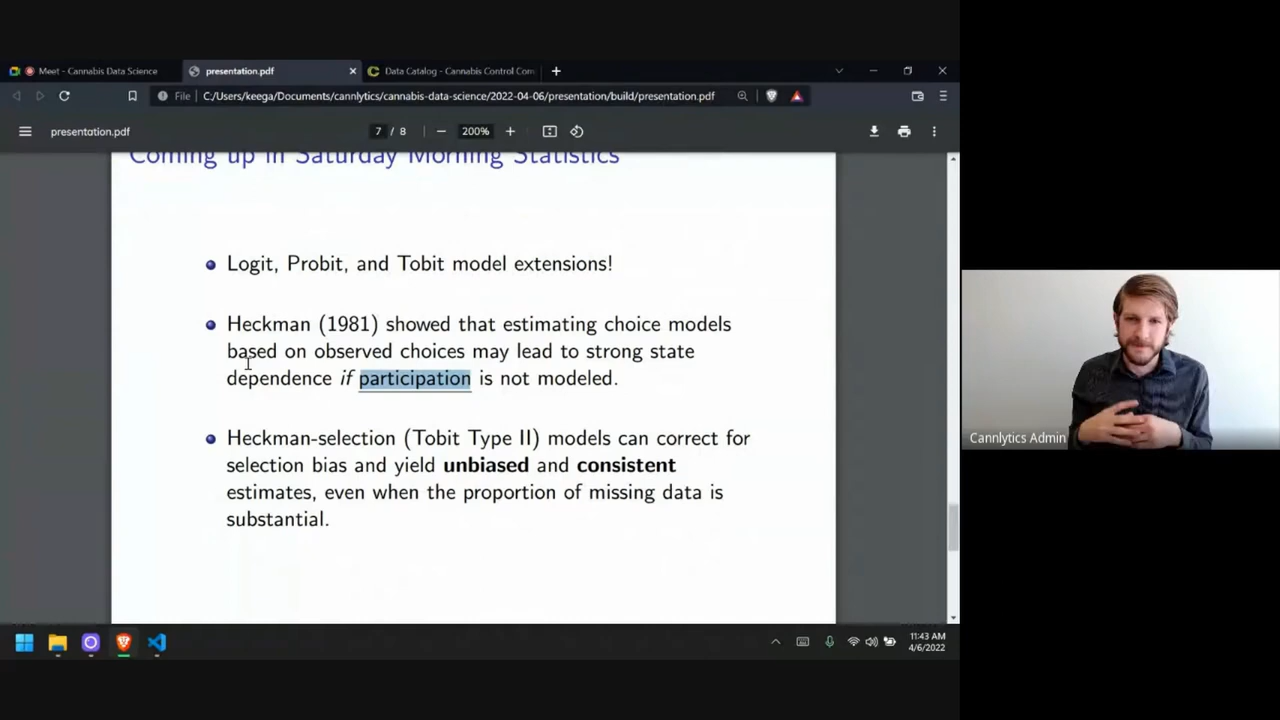 Meet - Cannabis Data Science
presentation.pdf
Data Catalog - Cannabis Control Com
File
C:/Users/keega/Documents/cannlytics/cannabis-data-science/2022-04-06/presentation/build/presentation.pdf
presentation.pdf
7 / 8
200%
Coming up in Saturday Morning Statistics
Logit, Probit, and Tobit model extensions!
Heckman (1981) showed that estimating choice models
based on observed choices may lead to strong state
dependence if participation is not modeled.
Heckman-selection (Tobit Type II) models can correct for
selection bias and yield unbiased and consistent
estimates, even when the proportion of missing data is
substantial.
Cannlytics Admin
11:43 AM
4/6/2022